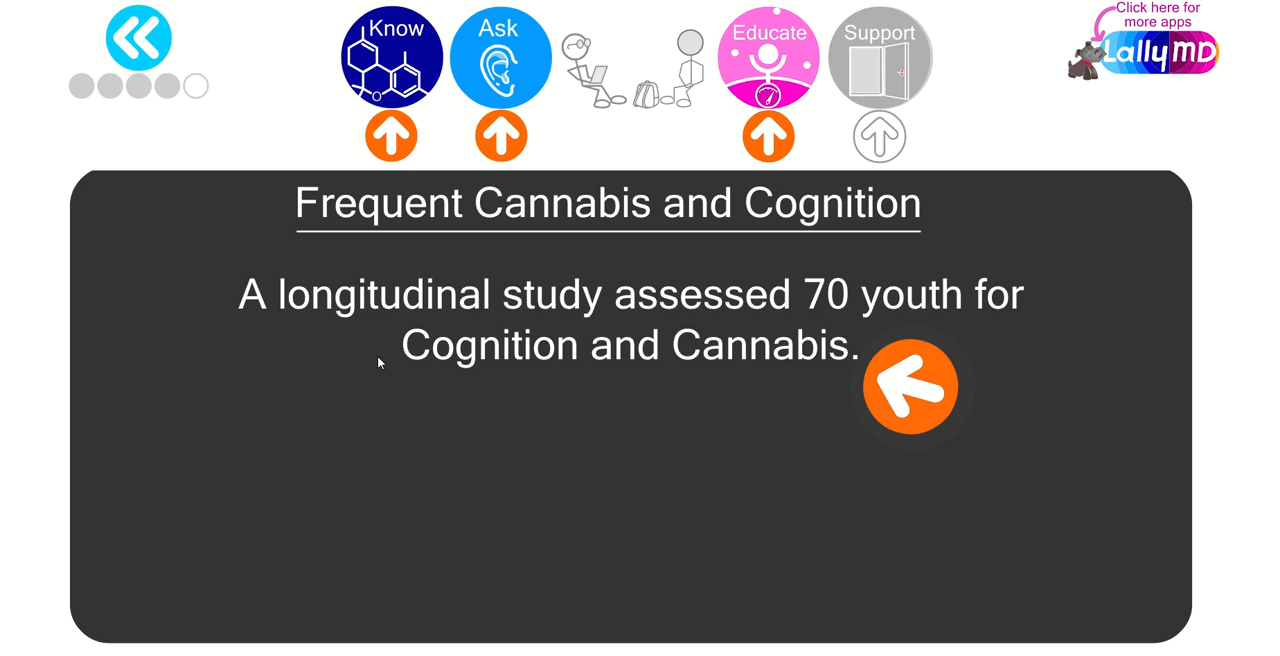 Know
Ask
Educate
Support
Click here for
more apps
LallyMD
O
Frequent Cannabis and Cognition
A longitudinal study assessed 70 youth for
Cognition and Cannabis.